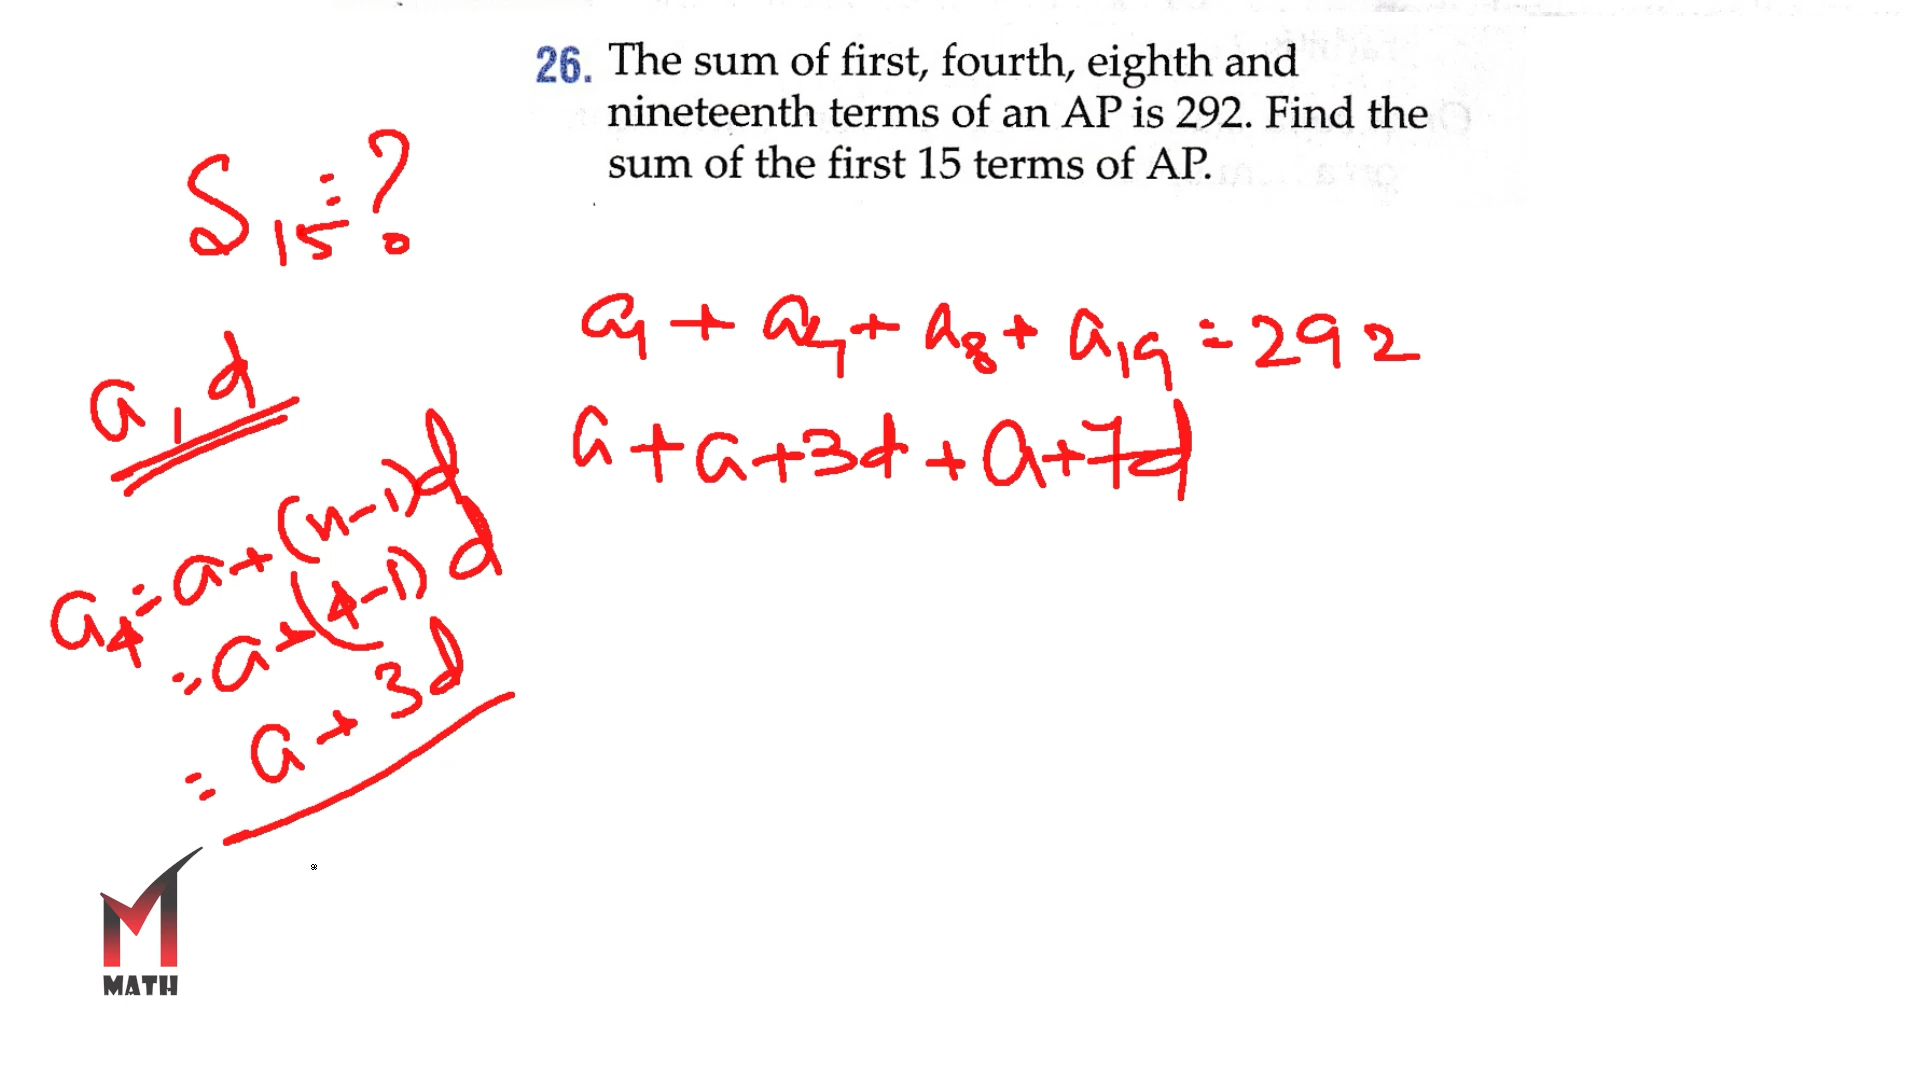 26. The sum of first, fourth, eighth and
nineteenth terms of an AP is 292. Find the
sum of the first 15 terms of AP.
S15 = ?
a1 + a4 + a8 + a19 = 292
a, d
a + a + 3d + a + 7d
a4 = a + (n-1)d
= a + (4-1)d
= a + 3d
MATH